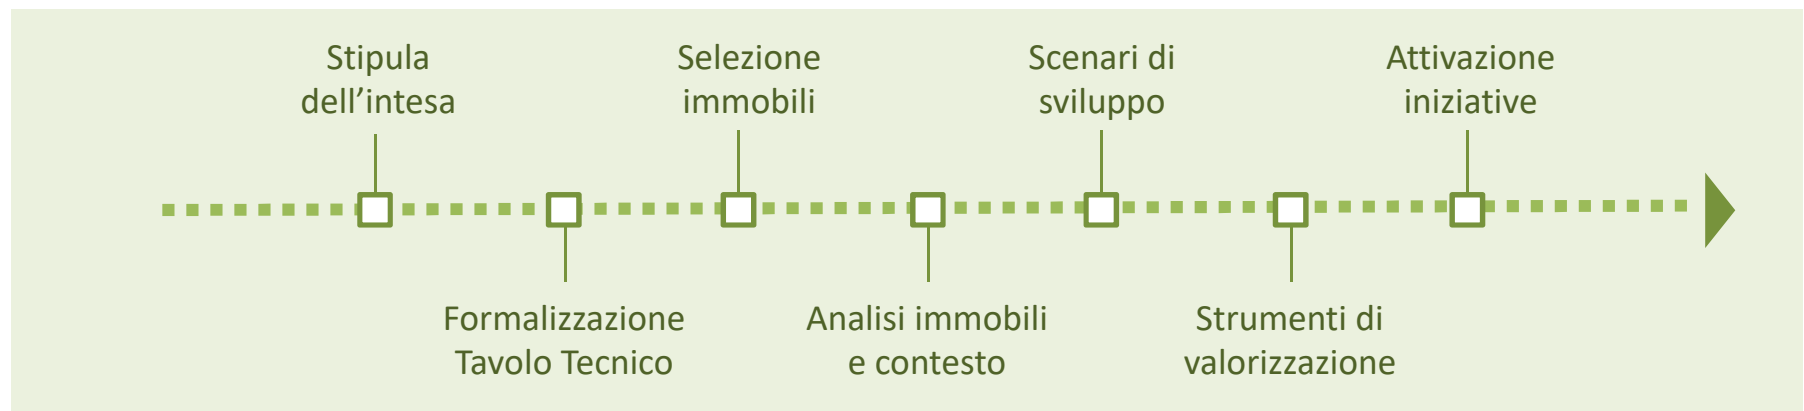 Stipula
dell’intesa
Selezione
immobili
Scenari di
sviluppo
Attivazione
iniziative
Formalizzazione
Tavolo Tecnico
Analisi immobili
e contesto
Strumenti di
valorizzazione